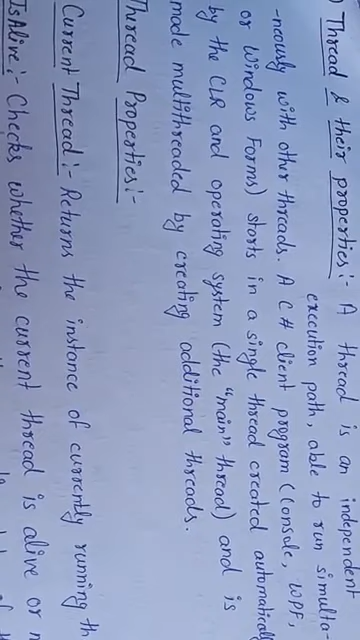 ) Thread & their properties:- A thread is an independent
execution path, able to run simulta-
-neously with other threads. A C# client program (Console, WPF,
or Windows Forms) starts in a single thread created automaticall
by the CLR and operating system (the "main" thread) and is
made multithreaded by creating additional threads.
Thread Properties:-
Current Thread:- Returns the instance of currently running th
IsAlive:- Checks whether the current thread is alive or n